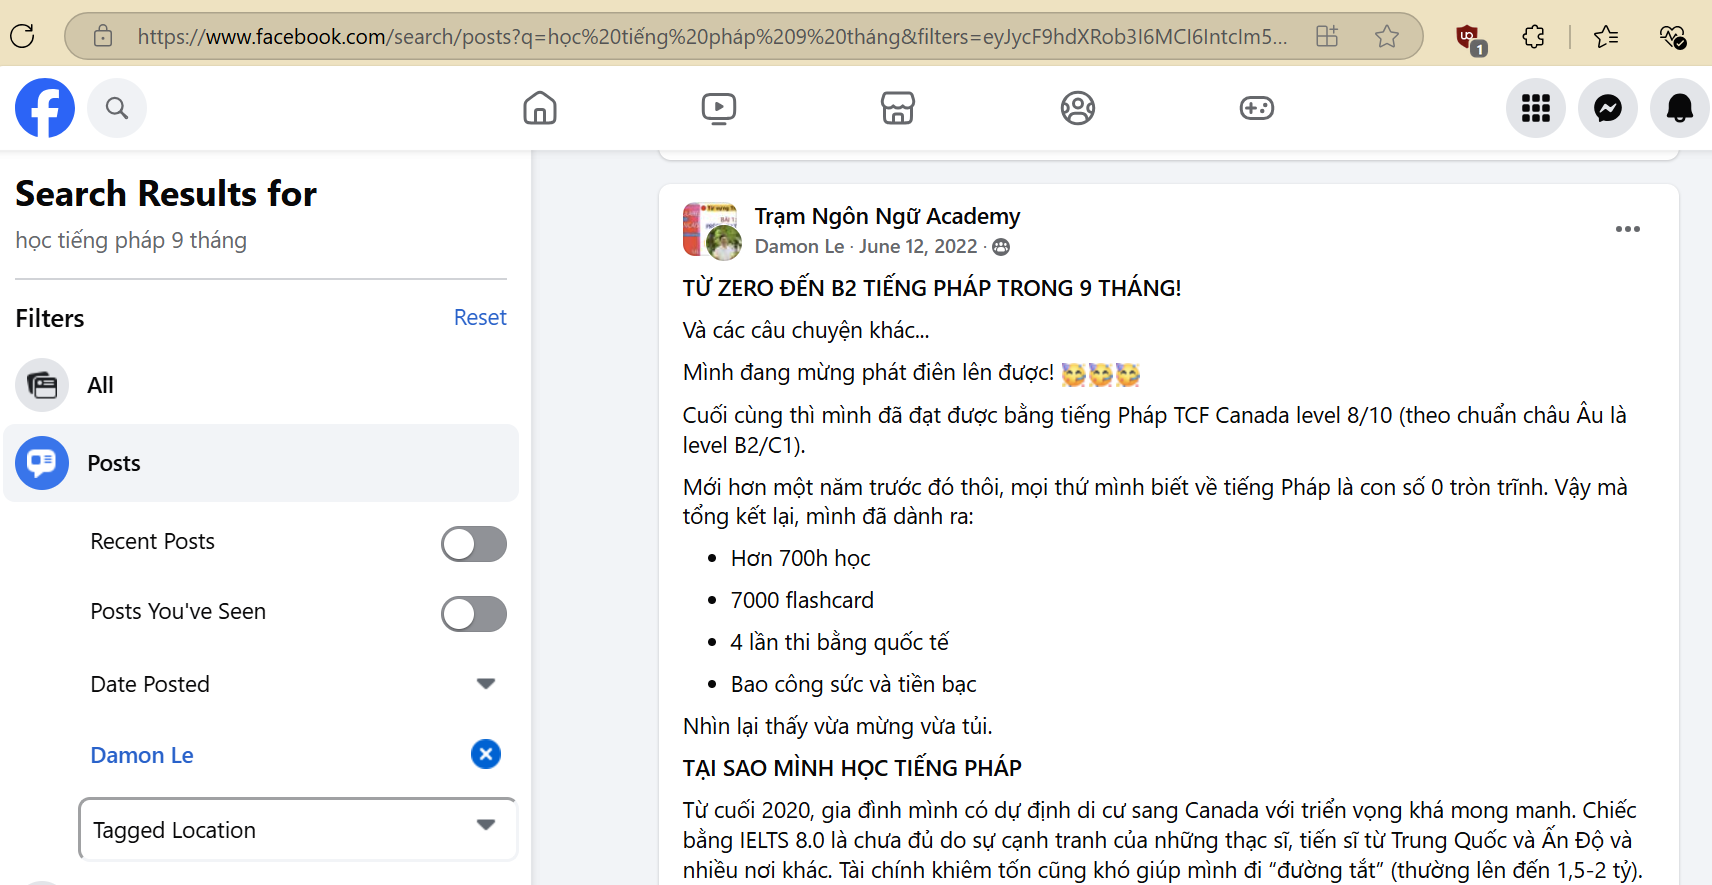 https://www.facebook.com/search/posts?q=học%20tiếng%20pháp%209%20tháng&filters=eyJycF9hdXRob3I6MCI6IntcIm5...
1
Search Results for
học tiếng pháp 9 tháng
Filters
Reset
All
Posts
Recent Posts
Posts You've Seen
Date Posted
Damon Le
Tagged Location
Trạm Ngôn Ngữ Academy
Damon Le · June 12, 2022 ·
TỪ ZERO ĐẾN B2 TIẾNG PHÁP TRONG 9 THÁNG!
Và các câu chuyện khác...
Mình đang mừng phát điên lên được! 🥳🥳🥳
Cuối cùng thì mình đã đạt được bằng tiếng Pháp TCF Canada level 8/10 (theo chuẩn châu Âu là
level B2/C1).
Mới hơn một năm trước đó thôi, mọi thứ mình biết về tiếng Pháp là con số 0 tròn trĩnh. Vậy mà
tổng kết lại, mình đã dành ra:
• Hơn 700h học
• 7000 flashcard
• 4 lần thi bằng quốc tế
• Bao công sức và tiền bạc
Nhìn lại thấy vừa mừng vừa tủi.
TẠI SAO MÌNH HỌC TIẾNG PHÁP
Từ cuối 2020, gia đình mình có dự định di cư sang Canada với triển vọng khá mong manh. Chiếc
bằng IELTS 8.0 là chưa đủ do sự cạnh tranh của những thạc sĩ, tiến sĩ từ Trung Quốc và Ấn Độ và
nhiều nơi khác. Tài chính khiêm tốn cũng khó giúp mình đi “đường tắt” (thường lên đến 1,5-2 tỷ).